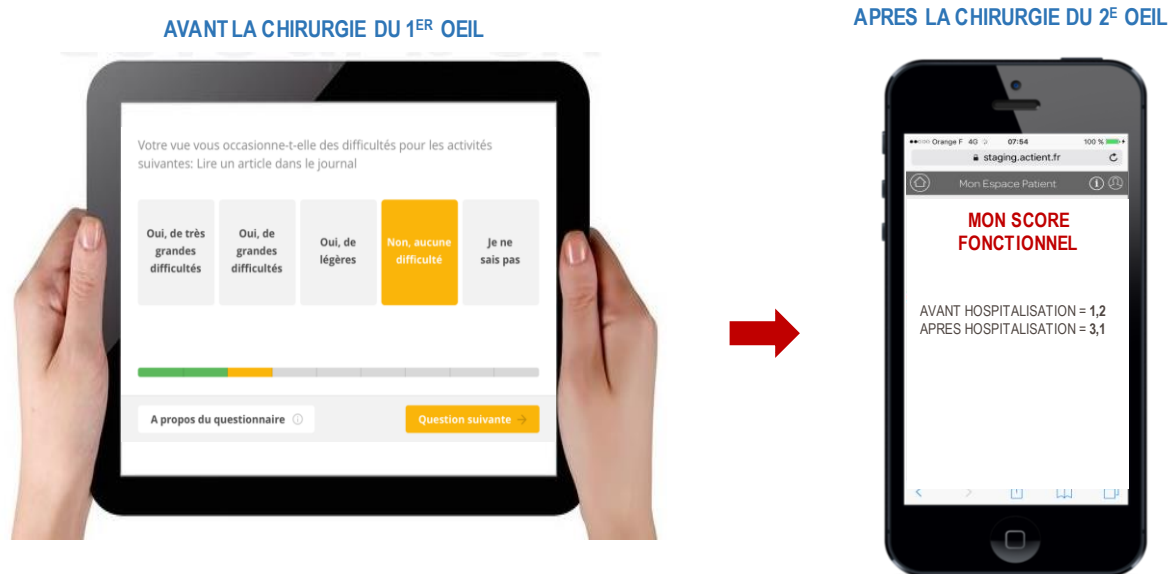 AVANT LA CHIRURGIE DU 1ER OEIL
Votre vue vous occasionne-t-elle des difficultés pour les activités
suivantes: Lire un article dans le journal
Oui, de très
grandes
difficultés
Oui, de
grandes
difficultés
Oui, de
légères
Non, aucune
difficulté
Je ne
sais pas
A propos du questionnaire
Question suivante →
APRES LA CHIRURGIE DU 2E OEIL
Orange F 4G 07:54 100 %
staging.actient.fr
Mon Espace Patient
MON SCORE
FONCTIONNEL
AVANT HOSPITALISATION = 1,2
APRES HOSPITALISATION = 3,1